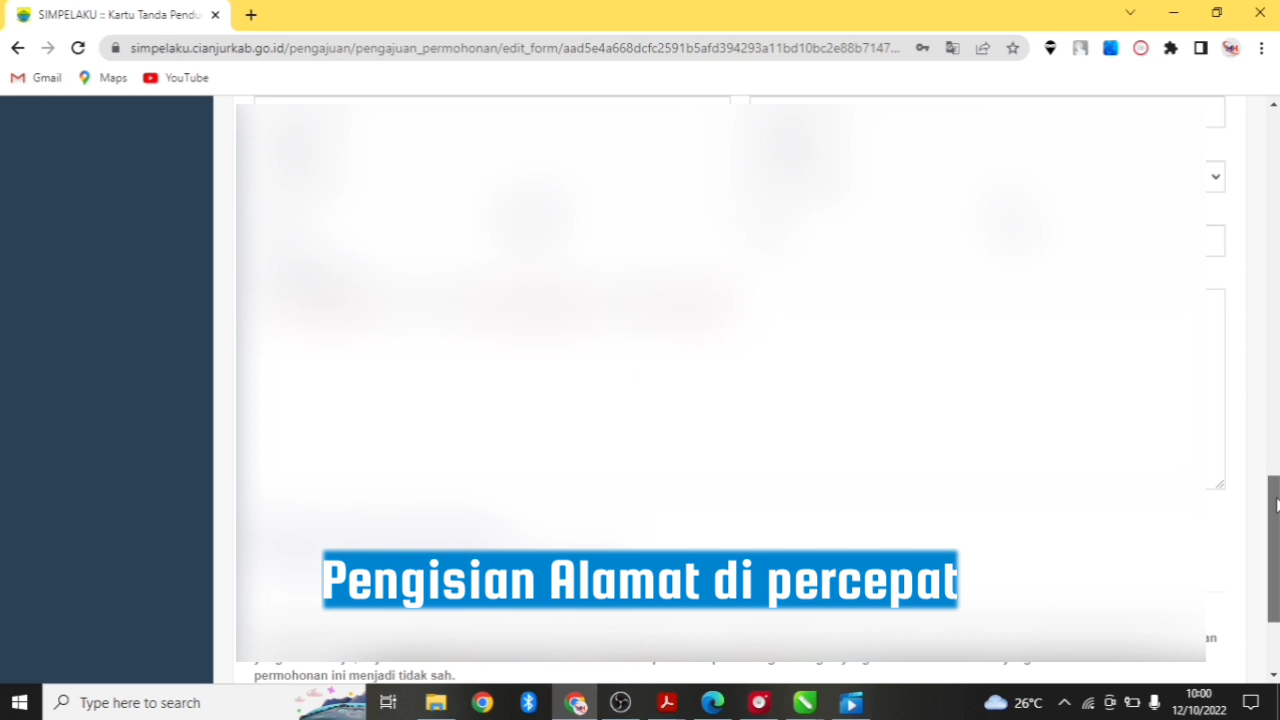 SIMPELAKU :: Kartu Tanda Pendu
simpelaku.cianjurkab.go.id/pengajuan/pengajuan_permohonan/edit_form/aad5e4a668dcfc2591b5afd394293a11bd10bc2e88b7147...
Gmail
Maps
YouTube
Pengisian Alamat di percepat
permohonan ini menjadi tidak sah.
Type here to search
26°C
10:00
12/10/2022